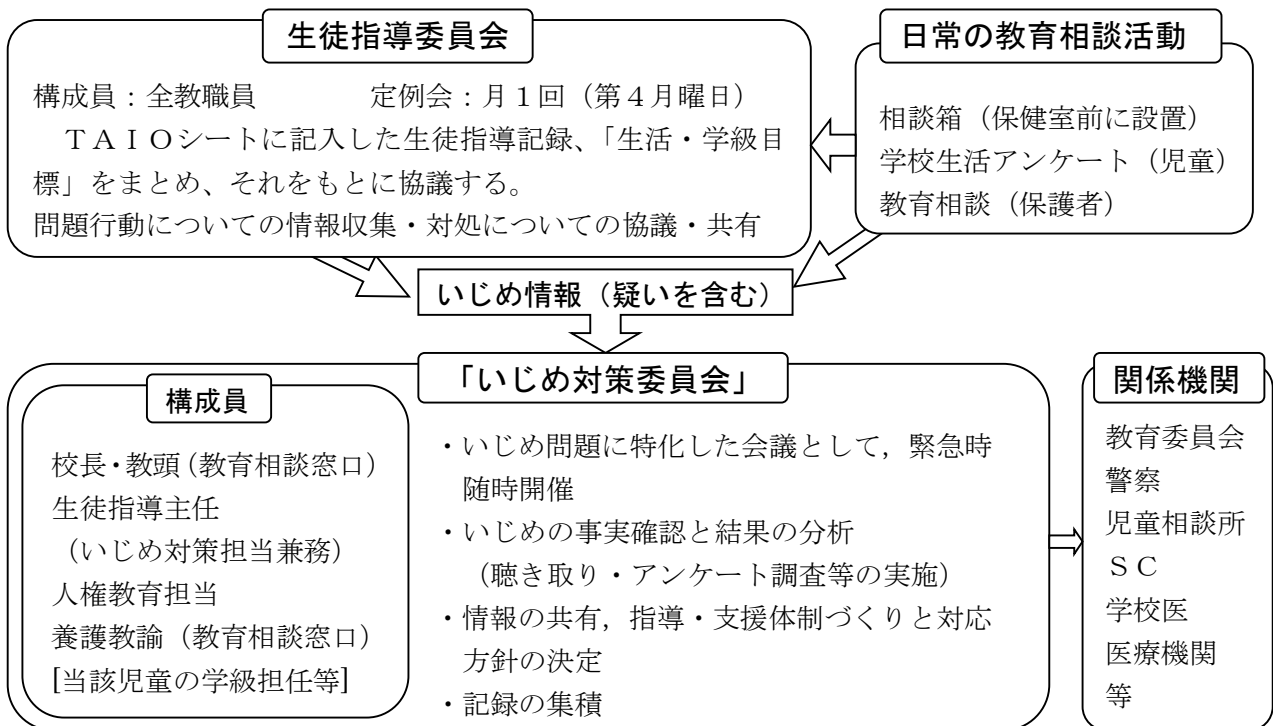 生徒指導委員会
構成員：全教職員　　　　定例会：月１回（第４月曜日）
　ＴＡＩＯシートに記入した生徒指導記録、「生活・学級目
標」をまとめ、それをもとに協議する。
問題行動についての情報収集・対処についての協議・共有
日常の教育相談活動
相談箱（保健室前に設置）
学校生活アンケート（児童）
教育相談（保護者）
いじめ情報（疑いを含む）
「いじめ対策委員会」
構成員
校長・教頭（教育相談窓口）
生徒指導主任
（いじめ対策担当兼務）
人権教育担当
養護教諭（教育相談窓口）
[当該児童の学級担任等]
・いじめ問題に特化した会議として，緊急時
随時開催
・いじめの事実確認と結果の分析
（聴き取り・アンケート調査等の実施）
・情報の共有，指導・支援体制づくりと対応
方針の決定
・記録の集積
関係機関
教育委員会
警察
児童相談所
ＳＣ
学校医
医療機関
等